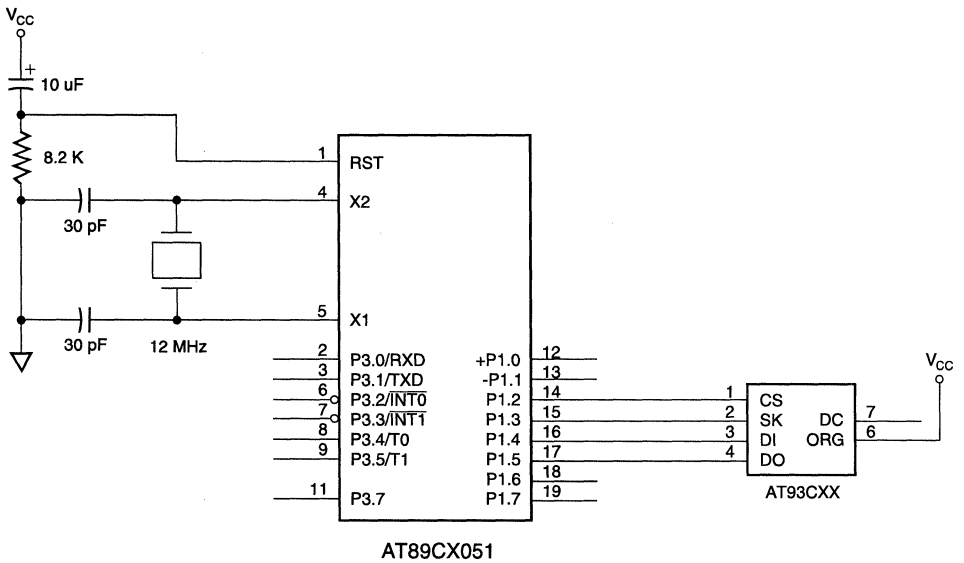 VCC
+
10 uF
8.2 K
30 pF
30 pF
12 MHz
1 RST
4 X2
5 X1
2 P3.0/RXD
3 P3.1/TXD
6 P3.2/INT0
7 P3.3/INT1
8 P3.4/T0
9 P3.5/T1
11 P3.7
+P1.0 12
-P1.1 13
P1.2 14
P1.3 15
P1.4 16
P1.5 17
P1.6 18
P1.7 19
AT89CX051
1 CS
2 SK
3 DI
4 DO
DC 7
ORG 6
AT93CXX
VCC